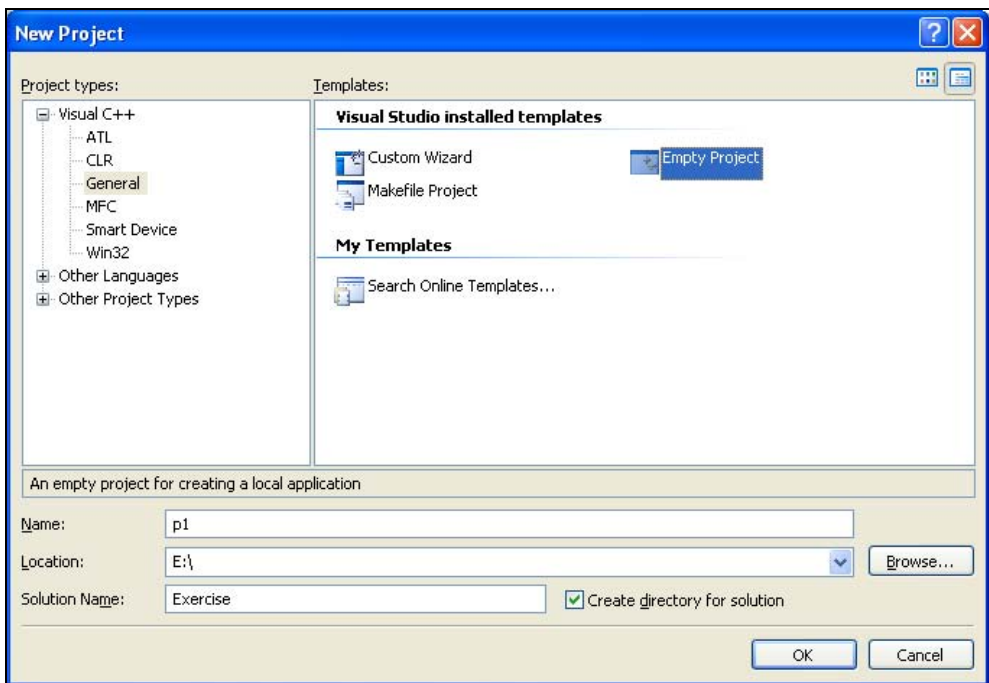 New Project
Project types:
Templates:
Visual C++
ATL
CLR
General
MFC
Smart Device
Win32
Other Languages
Other Project Types
Visual Studio installed templates
Custom Wizard
Empty Project
Makefile Project
My Templates
Search Online Templates...
An empty project for creating a local application
Name:
p1
Location:
E:\
Browse...
Solution Name:
Exercise
Create directory for solution
OK
Cancel